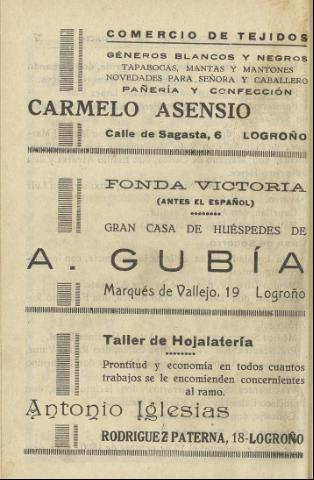 COMERCIO DE TEJIDOS
GÉNEROS BLANCOS Y NEGROS
TAPABOCAS, MANTAS Y MANTONES
NOVEDADES PARA SEÑORA Y CABALLERO
PAÑERÍA Y CONFECCIÓN
CARMELO ASENSIO
Calle de Sagasta, 6 LOGROÑO
FONDA VICTORIA
(ANTES EL ESPAÑOL)
GRAN CASA DE HUÉSPEDES DE
A. GUBÍA
Marqués de Vallejo, 19 Logroño
Taller de Hojalatería
Prontitud y economía en todos cuantos
trabajos se le encomienden concernientes
al ramo.
Antonio Iglesias
RODRIGUEZ PATERNA, 18-LOGROÑO